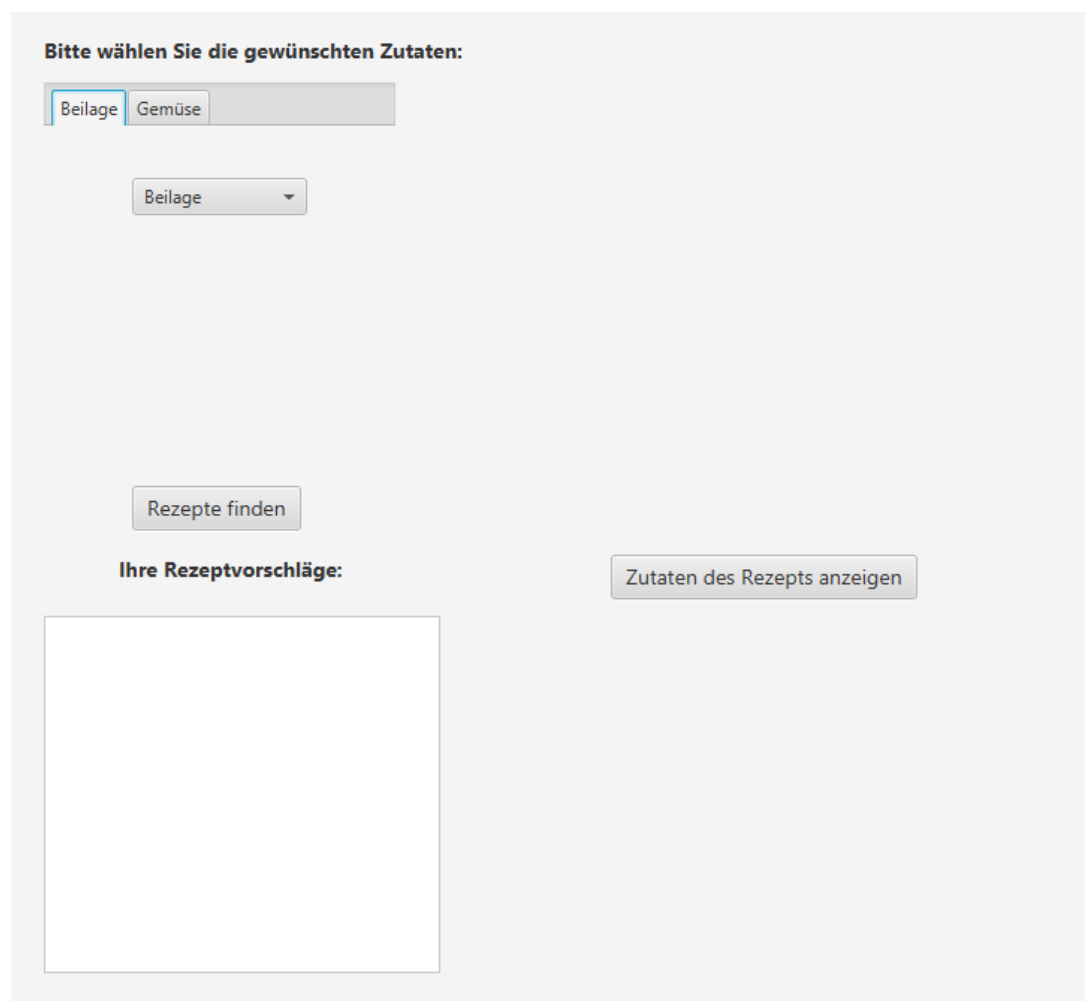 Bitte wählen Sie die gewünschten Zutaten:
Beilage Gemüse
Beilage
Rezepte finden
Ihre Rezeptvorschläge:
Zutaten des Rezepts anzeigen